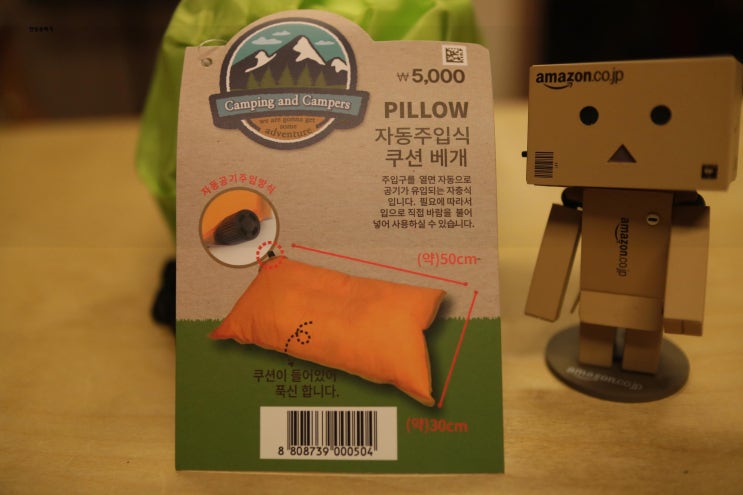 Camping and Campers
we are gonna get
some
adventure
₩5,000
PILLOW
자동주입식
쿠션 베개
주입구를 열면 자동으로
공기가 유입되는 자충식
입니다. 필요에 따라서
입으로 직접 바람을 불어
넣어 사용하실 수 있습니다.
자동공기주입방식
(약)50cm
쿠션이 들어있어
푹신 합니다.
(약)30cm
8 808739 000504
amazon.co.jp
amazon.co.jp
amazon.co.jp